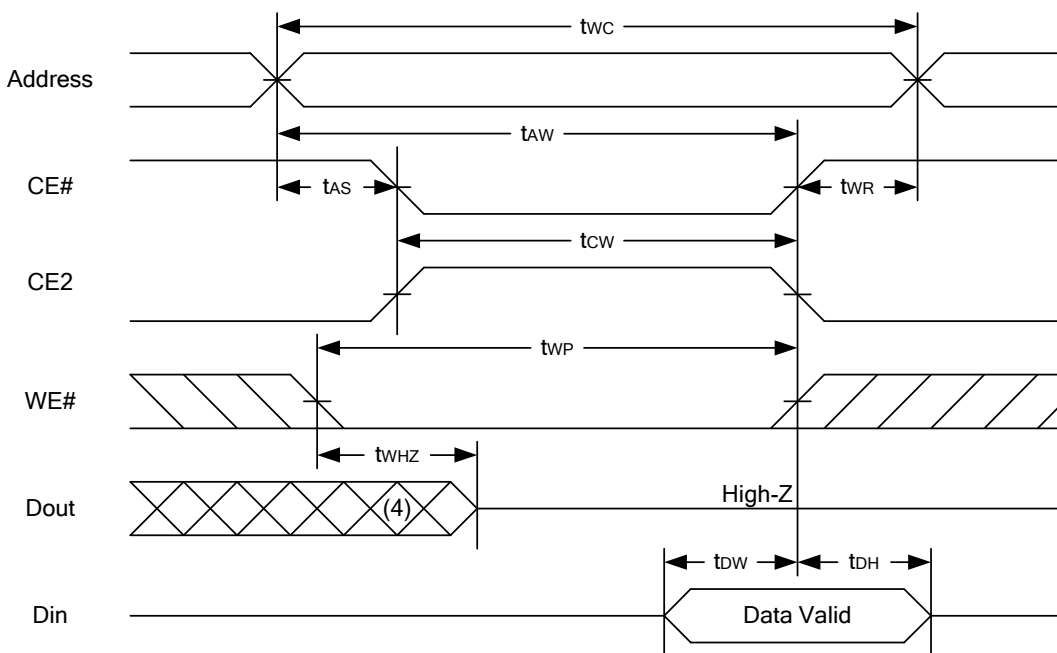 tWC
Address
tAW
CE#
tAS
tWR
tCW
CE2
tWP
WE#
tWHZ
Dout
(4)
High-Z
tDW
tDH
Din
Data Valid